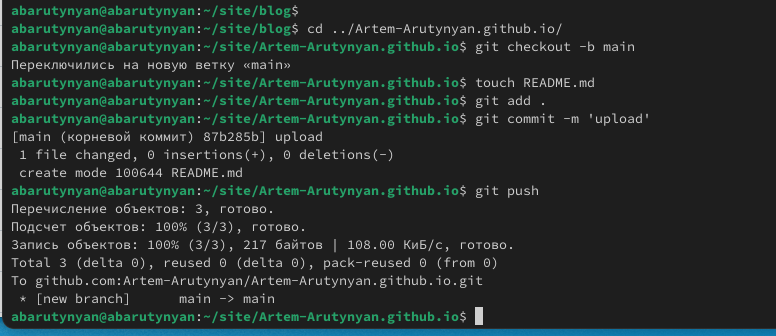 abarutynyan@abarutynyan:~/site/blog$
abarutynyan@abarutynyan:~/site/blog$ cd ../Artem-Arutynyan.github.io/
abarutynyan@abarutynyan:~/site/Artem-Arutynyan.github.io$ git checkout -b main
Переключились на новую ветку «main»
abarutynyan@abarutynyan:~/site/Artem-Arutynyan.github.io$ touch README.md
abarutynyan@abarutynyan:~/site/Artem-Arutynyan.github.io$ git add .
abarutynyan@abarutynyan:~/site/Artem-Arutynyan.github.io$ git commit -m 'upload'
[main (корневой коммит) 87b285b] upload
1 file changed, 0 insertions(+), 0 deletions(-)
create mode 100644 README.md
abarutynyan@abarutynyan:~/site/Artem-Arutynyan.github.io$ git push
Перечисление объектов: 3, готово.
Подсчет объектов: 100% (3/3), готово.
Запись объектов: 100% (3/3), 217 байтов | 108.00 КиБ/с, готово.
Total 3 (delta 0), reused 0 (delta 0), pack-reused 0 (from 0)
To github.com:Artem-Arutynyan/Artem-Arutynyan.github.io.git
* [new branch]      main -> main
abarutynyan@abarutynyan:~/site/Artem-Arutynyan.github.io$